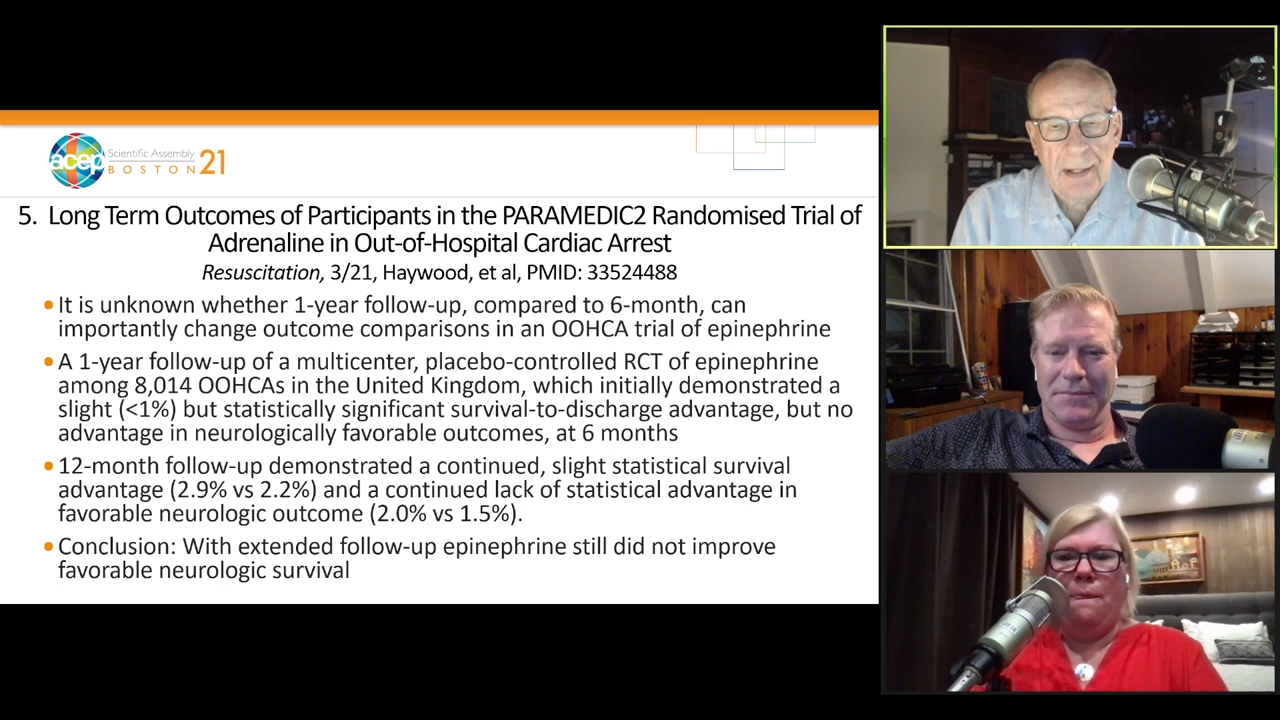 acep Scientific Assembly
BOSTON 21
5. Long Term Outcomes of Participants in the PARAMEDIC2 Randomised Trial of
Adrenaline in Out-of-Hospital Cardiac Arrest
Resuscitation, 3/21, Haywood, et al, PMID: 33524488
• It is unknown whether 1-year follow-up, compared to 6-month, can
importantly change outcome comparisons in an OOHCA trial of epinephrine
• A 1-year follow-up of a multicenter, placebo-controlled RCT of epinephrine
among 8,014 OOHCAs in the United Kingdom, which initially demonstrated a
slight (<1%) but statistically significant survival-to-discharge advantage, but no
advantage in neurologically favorable outcomes, at 6 months
• 12-month follow-up demonstrated a continued, slight statistical survival
advantage (2.9% vs 2.2%) and a continued lack of statistical advantage in
favorable neurologic outcome (2.0% vs 1.5%).
• Conclusion: With extended follow-up epinephrine still did not improve
favorable neurologic survival